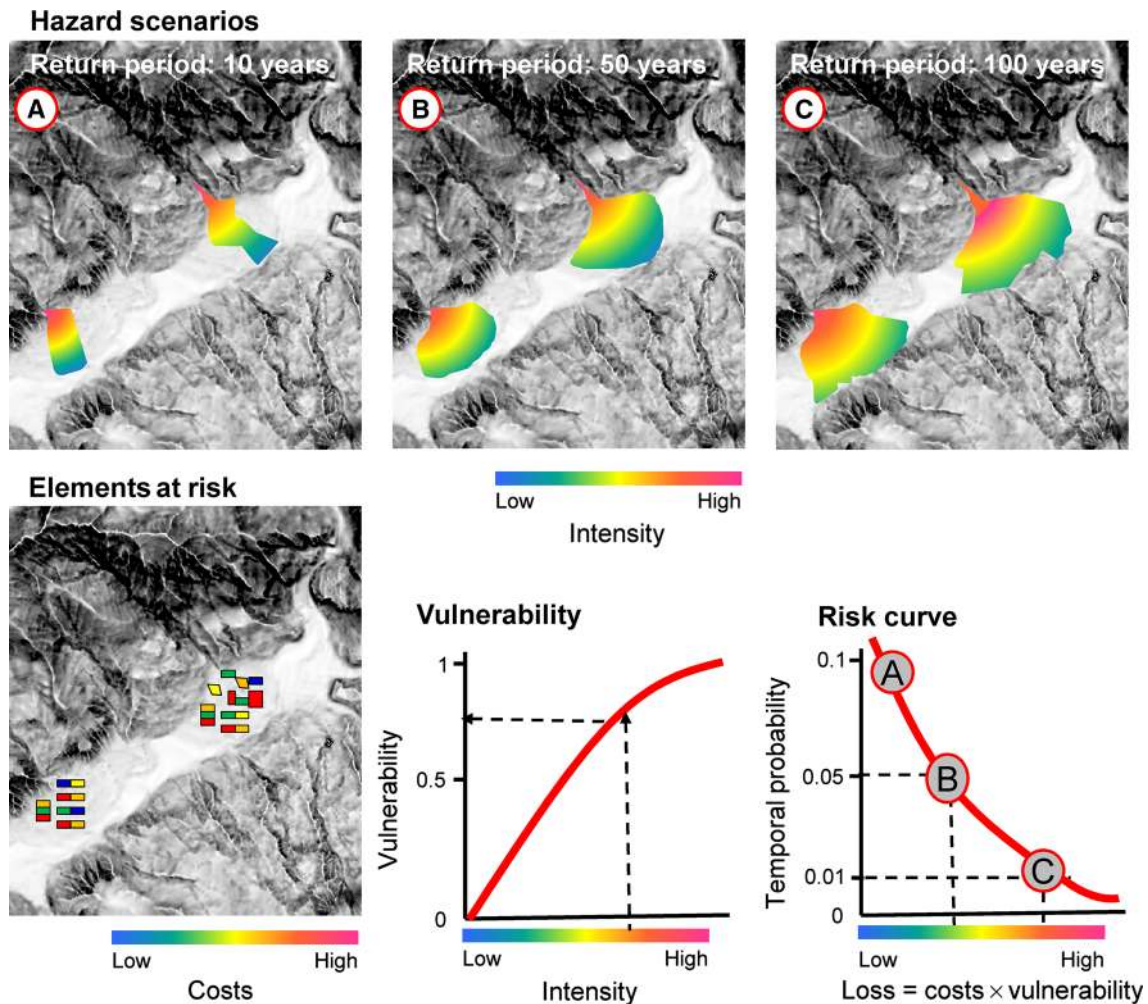 Hazard scenarios
Return period: 10 years
A
Return period: 50 years
B
Return period: 100 years
C
Low
High
Intensity
Elements at risk
Low
High
Costs
Vulnerability
1
0.5
0
Vulnerability
Low
High
Intensity
Risk curve
0.1
0.05
0.01
0
Temporal probability
A
B
C
Low
High
Loss = costs × vulnerability